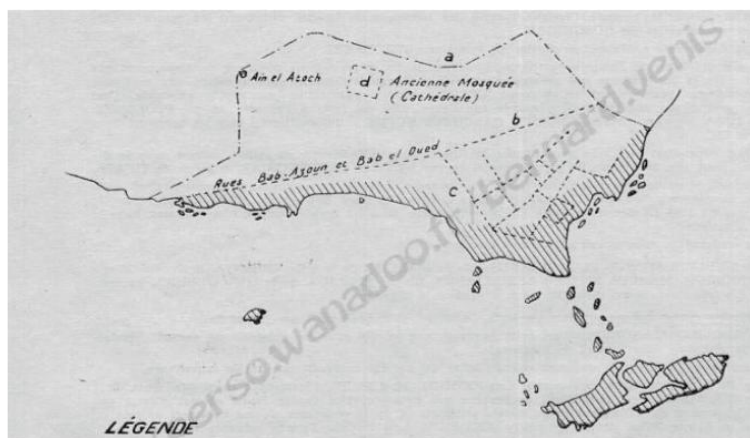 a
Aïn el Azoch
d
Ancienne Mosquée
(Cathédrale)
b
Rues Bab-Azoun et Bab el Oued
C
perso.wanadoo.fr/bernard.venis
LÉGENDE